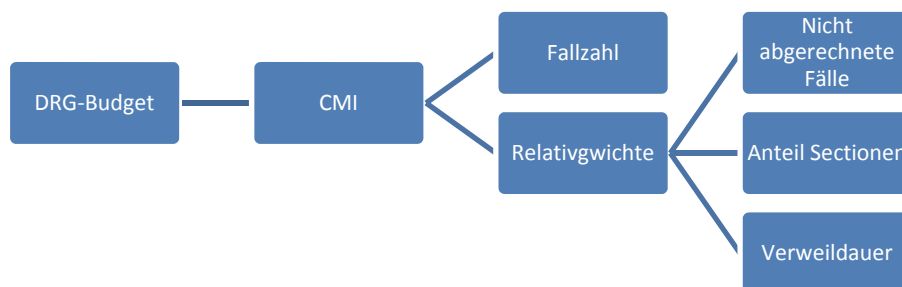 DRG-Budget
CMI
Fallzahl
Relativgwichte
Nicht
abgerechnete
Fälle
Anteil Sectionen
Verweildauer